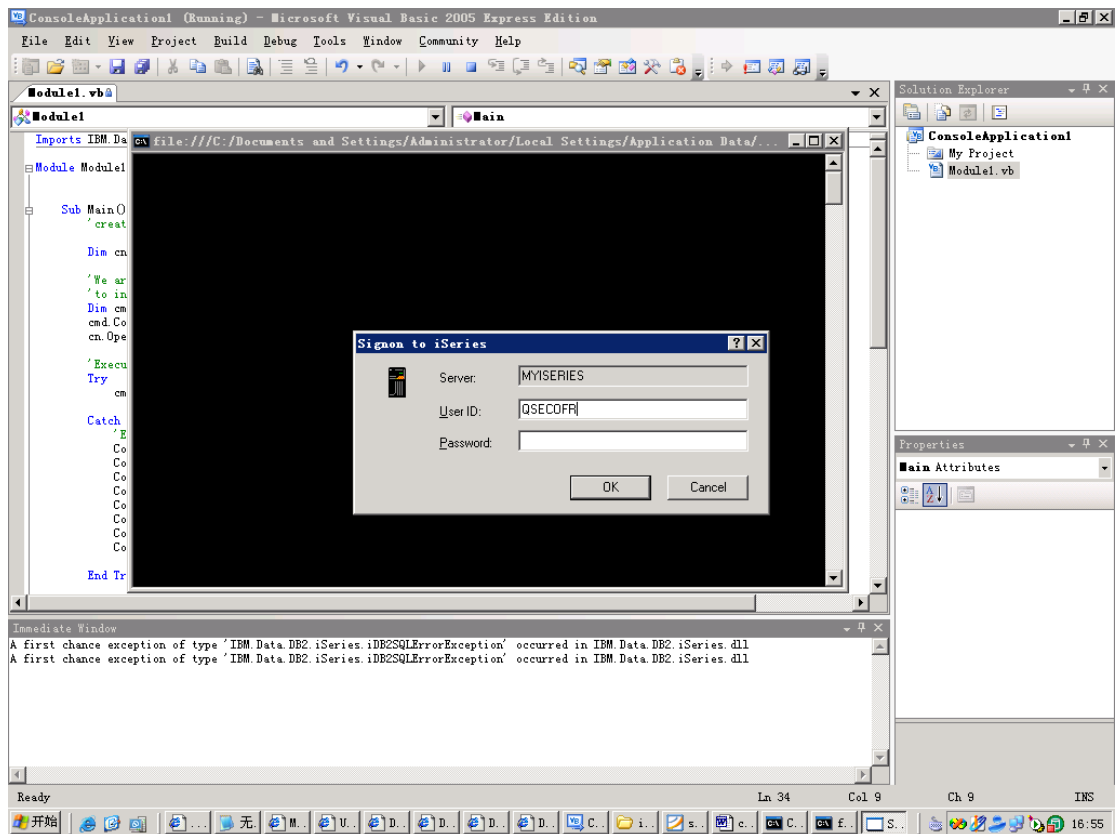 ConsoleApplication1 (Running) - Microsoft Visual Basic 2005 Express Edition
File Edit View Project Build Debug Tools Window Community Help
Module1.vb
Module1
Main
Imports IBM.Da
Module Module1
Sub Main()
'creat
Dim cn
'We ar
'to in
Dim cm
cmd.Co
cn.Ope
'Execu
Try
cm
Catch
'E
Co
Co
Co
Co
Co
Co
Co
Co
End Tr
file:///C:/Documents and Settings/Administrator/Local Settings/Application Data/...
Signon to iSeries
Server: MYISERIES
User ID: QSECOFR
Password:
OK Cancel
Solution Explorer
ConsoleApplication1
My Project
Module1.vb
Properties
Main Attributes
Immediate Window
A first chance exception of type 'IBM.Data.DB2.iSeries.iDB2SQLErrorException' occurred in IBM.Data.DB2.iSeries.dll
A first chance exception of type 'IBM.Data.DB2.iSeries.iDB2SQLErrorException' occurred in IBM.Data.DB2.iSeries.dll
Ready Ln 34 Col 9 Ch 9 INS
开始 ... 无. M.. U.. D.. D.. D.. D.. C.. i.. s.. c.. C.. f.. S.. 16:55